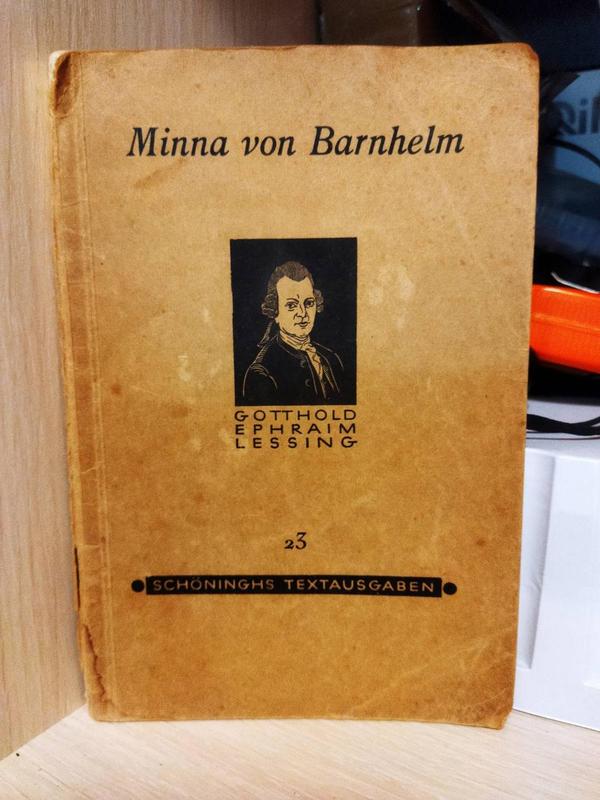 Minna von Barnhelm
GOTTHOLD
EPHRAIM
LESSING
23
SCHÖNINGHS TEXTAUSGABEN